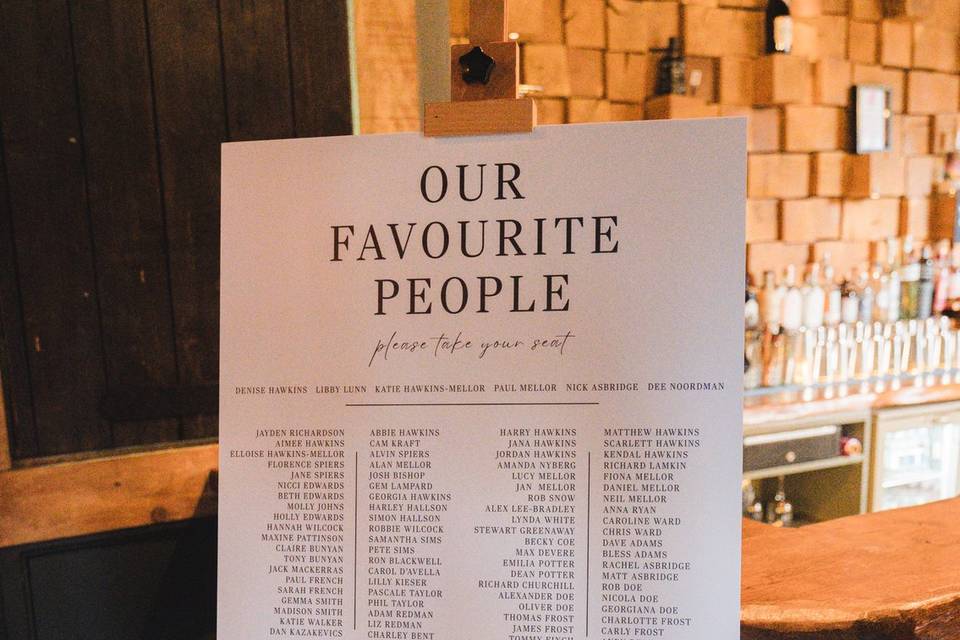 OUR
FAVOURITE
PEOPLE
please take your seat
DENISE HAWKINS LIBBY LUNN KATIE HAWKINS-MELLOR PAUL MELLOR NICK ASBRIDGE DEE NOORDMAN
JAYDEN RICHARDSON
AIMEE HAWKINS
ELLOISE HAWKINS-MELLOR
FLORENCE SPIERS
JANE SPIERS
NICCI EDWARDS
BETH EDWARDS
MOLLY JOHNS
HOLLY EDWARDS
HANNAH WILCOCK
MAXINE PATTINSON
CLAIRE BUNYAN
TONY BUNYAN
JACK MACKERRAS
PAUL FRENCH
SARAH FRENCH
GEMMA SMITH
MADISON SMITH
KATIE WALKER
DAN KAZAKEVICS
ABBIE HAWKINS
CAM KRAFT
ALVIN SPIERS
ALAN MELLOR
JOSH BISHOP
GEM LAMPARD
GEORGIA HAWKINS
HARLEY HALLSON
SIMON HALLSON
ROBBIE WILCOCK
SAMANTHA SIMS
PETE SIMS
RON BLACKWELL
CAROL D'AVELLA
LILLY KIESER
PASCALE TAYLOR
PHIL TAYLOR
ADAM REDMAN
LIZ REDMAN
CHARLEY BENT
HARRY HAWKINS
JANA HAWKINS
JORDAN HAWKINS
AMANDA NYBERG
LUCY MELLOR
JAN MELLOR
ROB SNOW
ALEX LEE-BRADLEY
LYNDA WHITE
STEWART GREENAWAY
BECKY COE
MAX DEVERE
EMILIA POTTER
DEAN POTTER
RICHARD CHURCHILL
ALEXANDER DOE
OLIVER DOE
THOMAS FROST
JAMES FROST
TOMMY FINCH
MATTHEW HAWKINS
SCARLETT HAWKINS
KENDAL HAWKINS
RICHARD LAMKIN
FIONA MELLOR
DANIEL MELLOR
NEIL MELLOR
ANNA RYAN
CAROLINE WARD
CHRIS WARD
DAVE ADAMS
BLESS ADAMS
RACHEL ASBRIDGE
MATT ASBRIDGE
ROB DOE
NICOLA DOE
GEORGIANA DOE
CHARLOTTE FROST
CARLY FROST